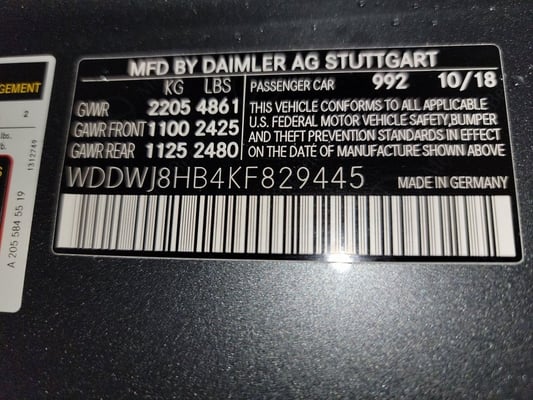 MFD BY DAIMLER AG STUTTGART
KG LBS
GVWR 2205 4861
GAWR FRONT 1100 2425
GAWR REAR 1125 2480
PASSENGER CAR 992 10/18
THIS VEHICLE CONFORMS TO ALL APPLICABLE
U.S. FEDERAL MOTOR VEHICLE SAFETY, BUMPER
AND THEFT PREVENTION STANDARDS IN EFFECT
ON THE DATE OF MANUFACTURE SHOWN ABOVE
WDDWJ8HB4KF829445 MADE IN GERMANY
GEMENT
2
lbs.
1312749
A 205 584 55 19